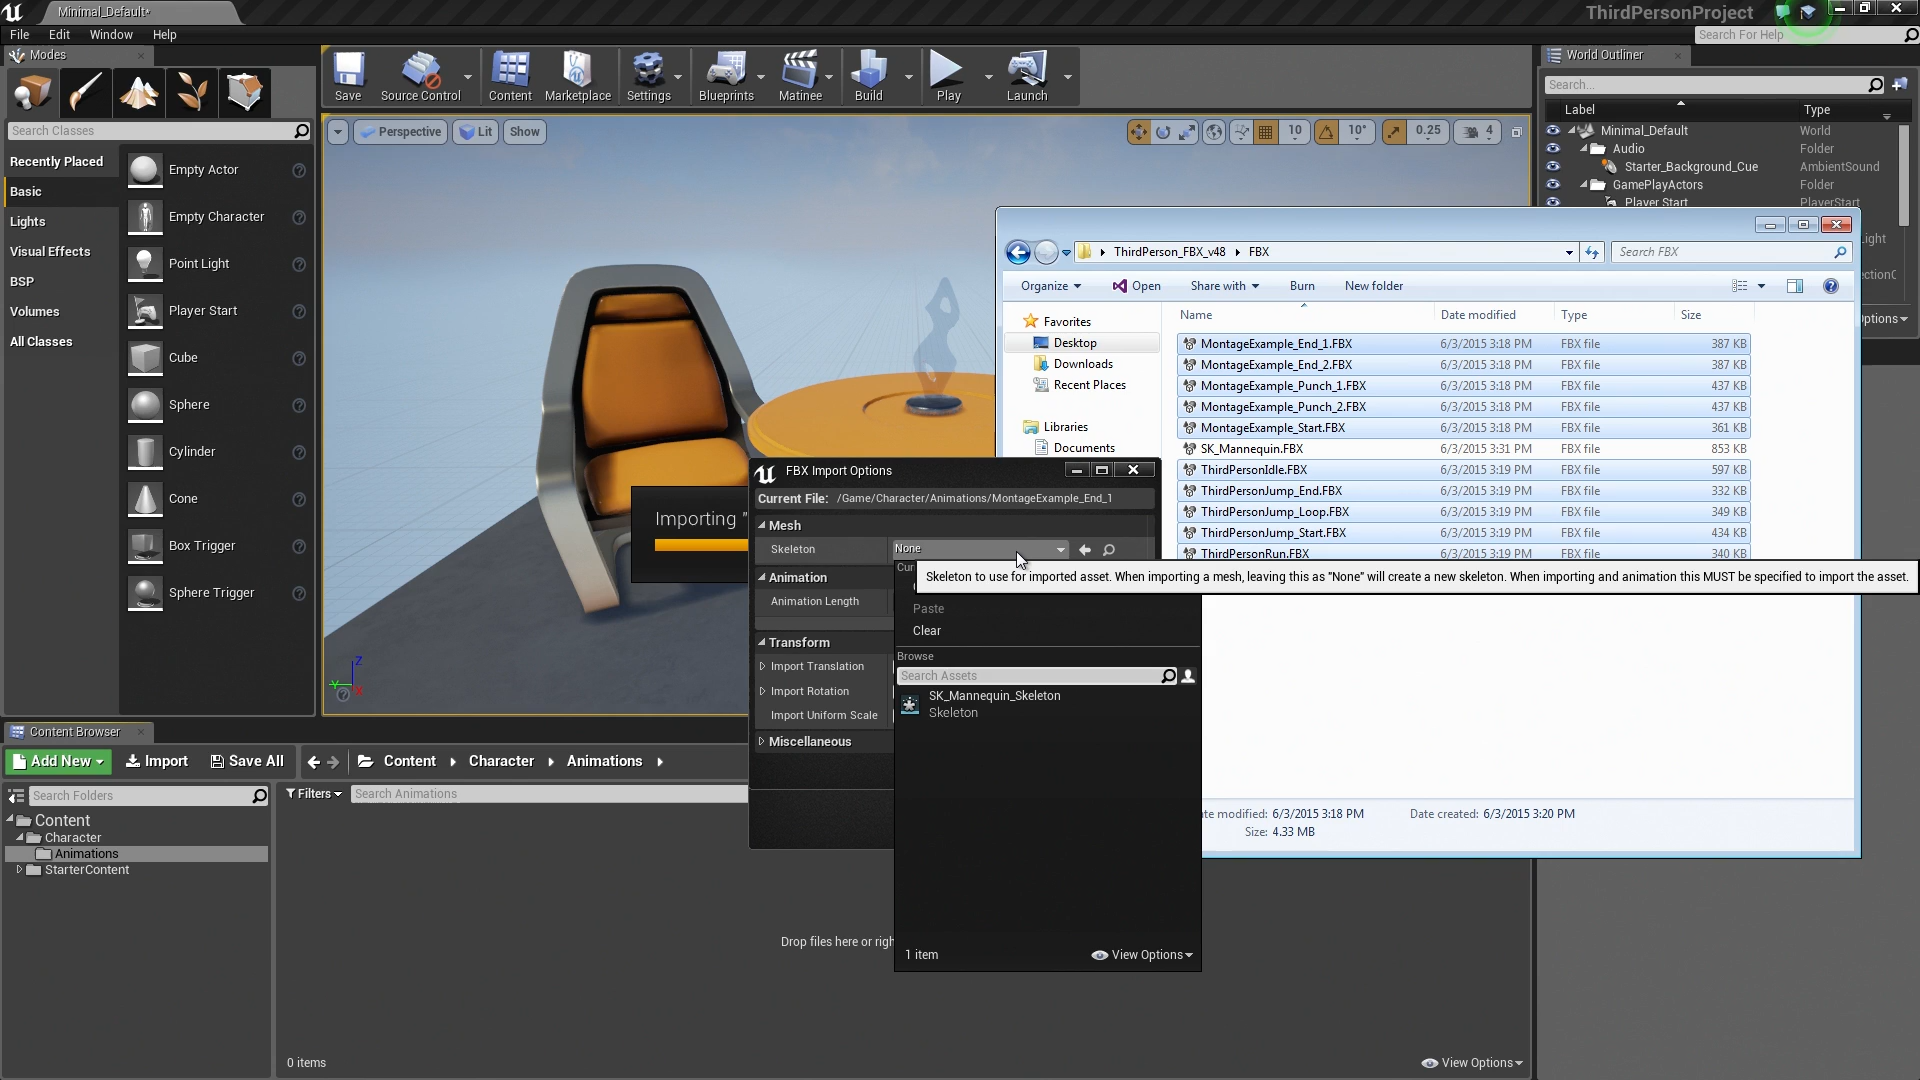 Minimal_Default*
ThirdPersonProject
File Edit Window Help
Search For Help
Modes
Save
Source Control
Content
Marketplace
Settings
Blueprints
Matinee
Build
Play
Launch
World Outliner
Search...
Label Type
Minimal_Default World
Audio Folder
Starter_Background_Cue AmbientSound
GamePlayActors Folder
Player Start PlayerStart
Search Classes
Recently Placed
Basic
Lights
Visual Effects
BSP
Volumes
All Classes
Empty Actor
Empty Character
Point Light
Player Start
Cube
Sphere
Cylinder
Cone
Box Trigger
Sphere Trigger
Perspective Lit Show
10 10° 0.25 4
Z
Y
X
ThirdPerson_FBX_v48 FBX
Search FBX
Organize Open Share with Burn New folder
Favorites
Desktop
Downloads
Recent Places
Libraries
Documents
Name Date modified Type Size
MontageExample_End_1.FBX 6/3/2015 3:18 PM FBX file 387 KB
MontageExample_End_2.FBX 6/3/2015 3:18 PM FBX file 387 KB
MontageExample_Punch_1.FBX 6/3/2015 3:18 PM FBX file 437 KB
MontageExample_Punch_2.FBX 6/3/2015 3:18 PM FBX file 437 KB
MontageExample_Start.FBX 6/3/2015 3:18 PM FBX file 361 KB
SK_Mannequin.FBX 6/3/2015 3:31 PM FBX file 853 KB
ThirdPersonIdle.FBX 6/3/2015 3:19 PM FBX file 597 KB
ThirdPersonJump_End.FBX 6/3/2015 3:19 PM FBX file 332 KB
ThirdPersonJump_Loop.FBX 6/3/2015 3:19 PM FBX file 349 KB
ThirdPersonJump_Start.FBX 6/3/2015 3:19 PM FBX file 434 KB
ThirdPersonRun.FBX 6/3/2015 3:19 PM FBX file 340 KB
te modified: 6/3/2015 3:18 PM Date created: 6/3/2015 3:20 PM
Size: 4.33 MB
Importing "
FBX Import Options
Current File: /Game/Character/Animations/MontageExample_End_1
Mesh
Skeleton None
Animation
Animation Length
Transform
Import Translation
Import Rotation
Import Uniform Scale
Miscellaneous
Skeleton to use for imported asset. When importing a mesh, leaving this as "None" will create a new skeleton. When importing and animation this MUST be specified to import the asset.
Paste
Clear
Browse
Search Assets
SK_Mannequin_Skeleton
Skeleton
1 item View Options
Content Browser
Add New Import Save All Content Character Animations
Search Folders
Content
Character
Animations
StarterContent
Filters Search Animations
Drop files here or righ
0 items View Options